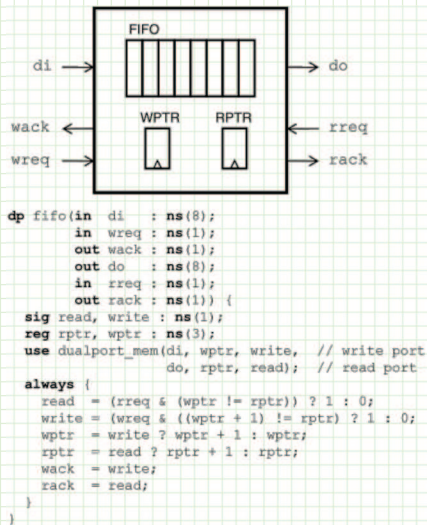 FIFO
di
do
WPTR RPTR
wack
rreq
wreq
rack
dp fifo(in di : ns(8);
in wreq : ns(1);
out wack : ns(1);
out do : ns(8);
in rreq : ns(1);
out rack : ns(1)) {
sig read, write : ns(1);
reg rptr, wptr : ns(3);
use dualport_mem(di, wptr, write, // write port
do, rptr, read); // read port
always {
read = (rreq & (wptr != rptr)) ? 1 : 0;
write = (wreq & ((wptr + 1) != rptr) ? 1 : 0;
wptr = write ? wptr + 1 : wptr;
rptr = read ? rptr + 1 : rptr;
wack = write;
rack = read;
}
}